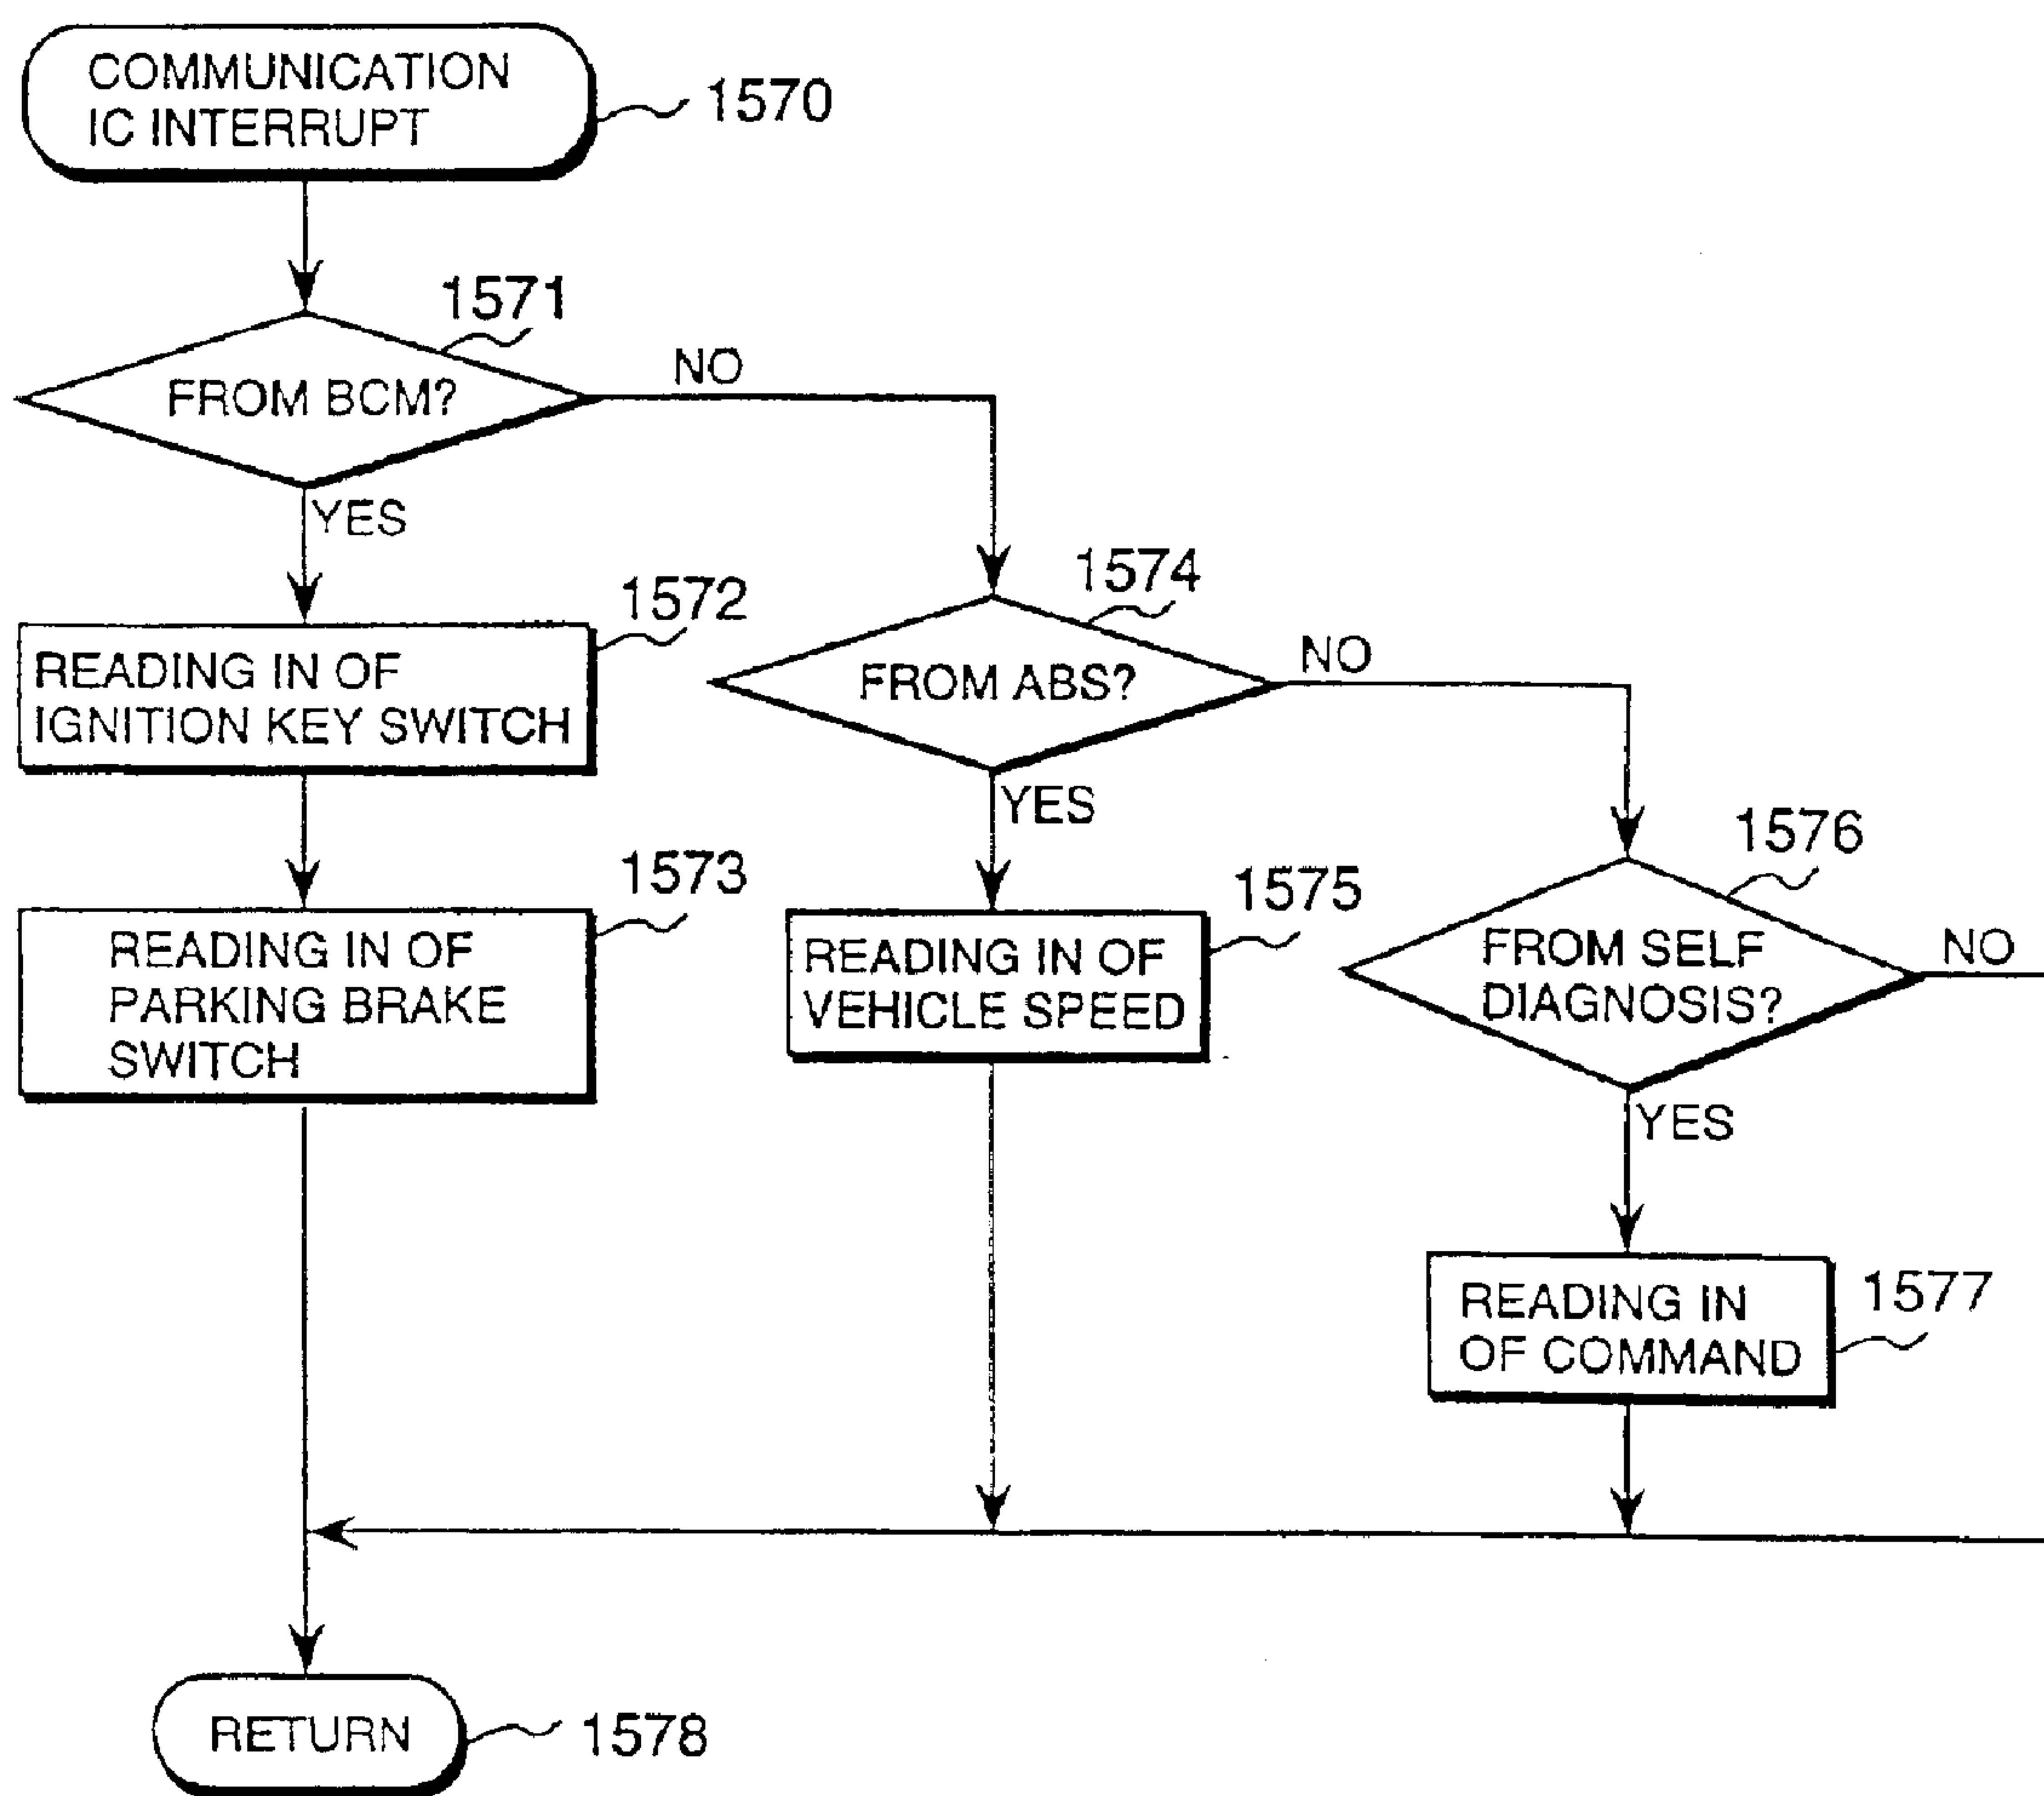 COMMUNICATION
IC INTERRUPT
1570
1571
FROM BCM?
NO
YES
1572
READING IN OF
IGNITION KEY SWITCH
1574
FROM ABS?
NO
YES
1573
READING IN OF
PARKING BRAKE
SWITCH
1575
READING IN OF
VEHICLE SPEED
1576
FROM SELF
DIAGNOSIS?
NO
YES
1577
READING IN
OF COMMAND
RETURN
1578